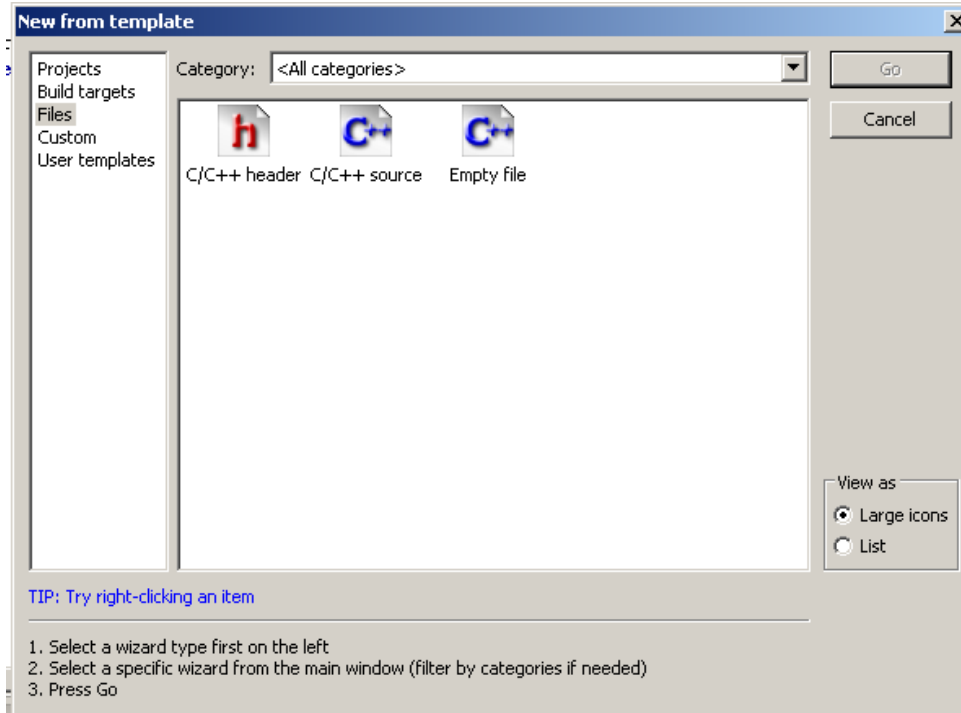 New from template
Projects
Build targets
Files
Custom
User templates
Category: <All categories>
Go
Cancel
h
C++
C++
C/C++ header
C/C++ source
Empty file
View as
Large icons
List
TIP: Try right-clicking an item
1. Select a wizard type first on the left
2. Select a specific wizard from the main window (filter by categories if needed)
3. Press Go